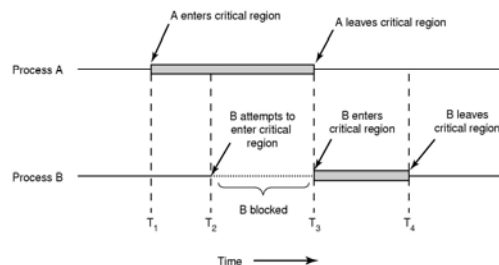 A enters critical region
A leaves critical region
Process A
B attempts to
enter critical
region
B enters
critical region
B leaves
critical region
Process B
B blocked
T1
T2
T3
T4
Time